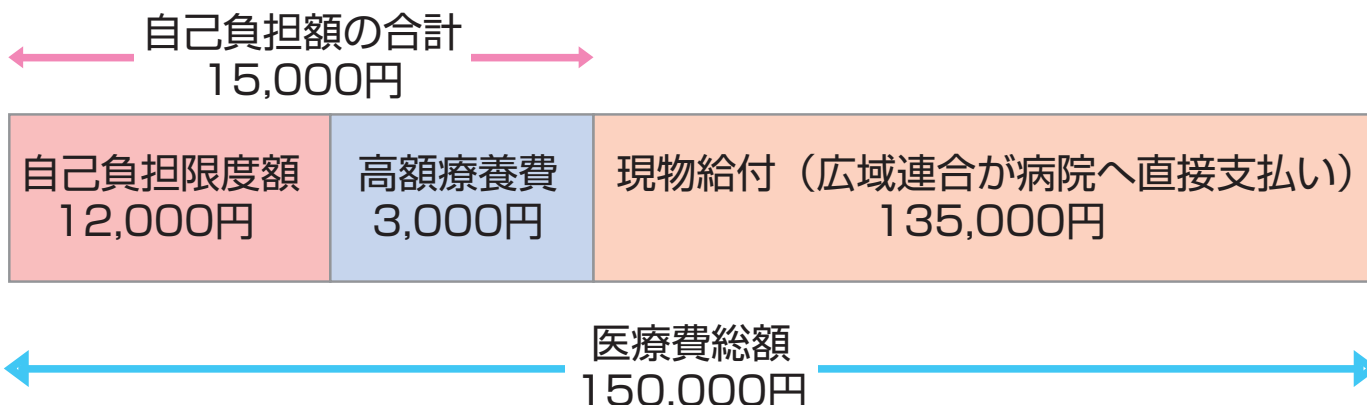 自己負担額の合計
15,000円
自己負担限度額
12,000円
高額療養費
3,000円
現物給付（広域連合が病院へ直接支払い）
135,000円
医療費総額
150,000円